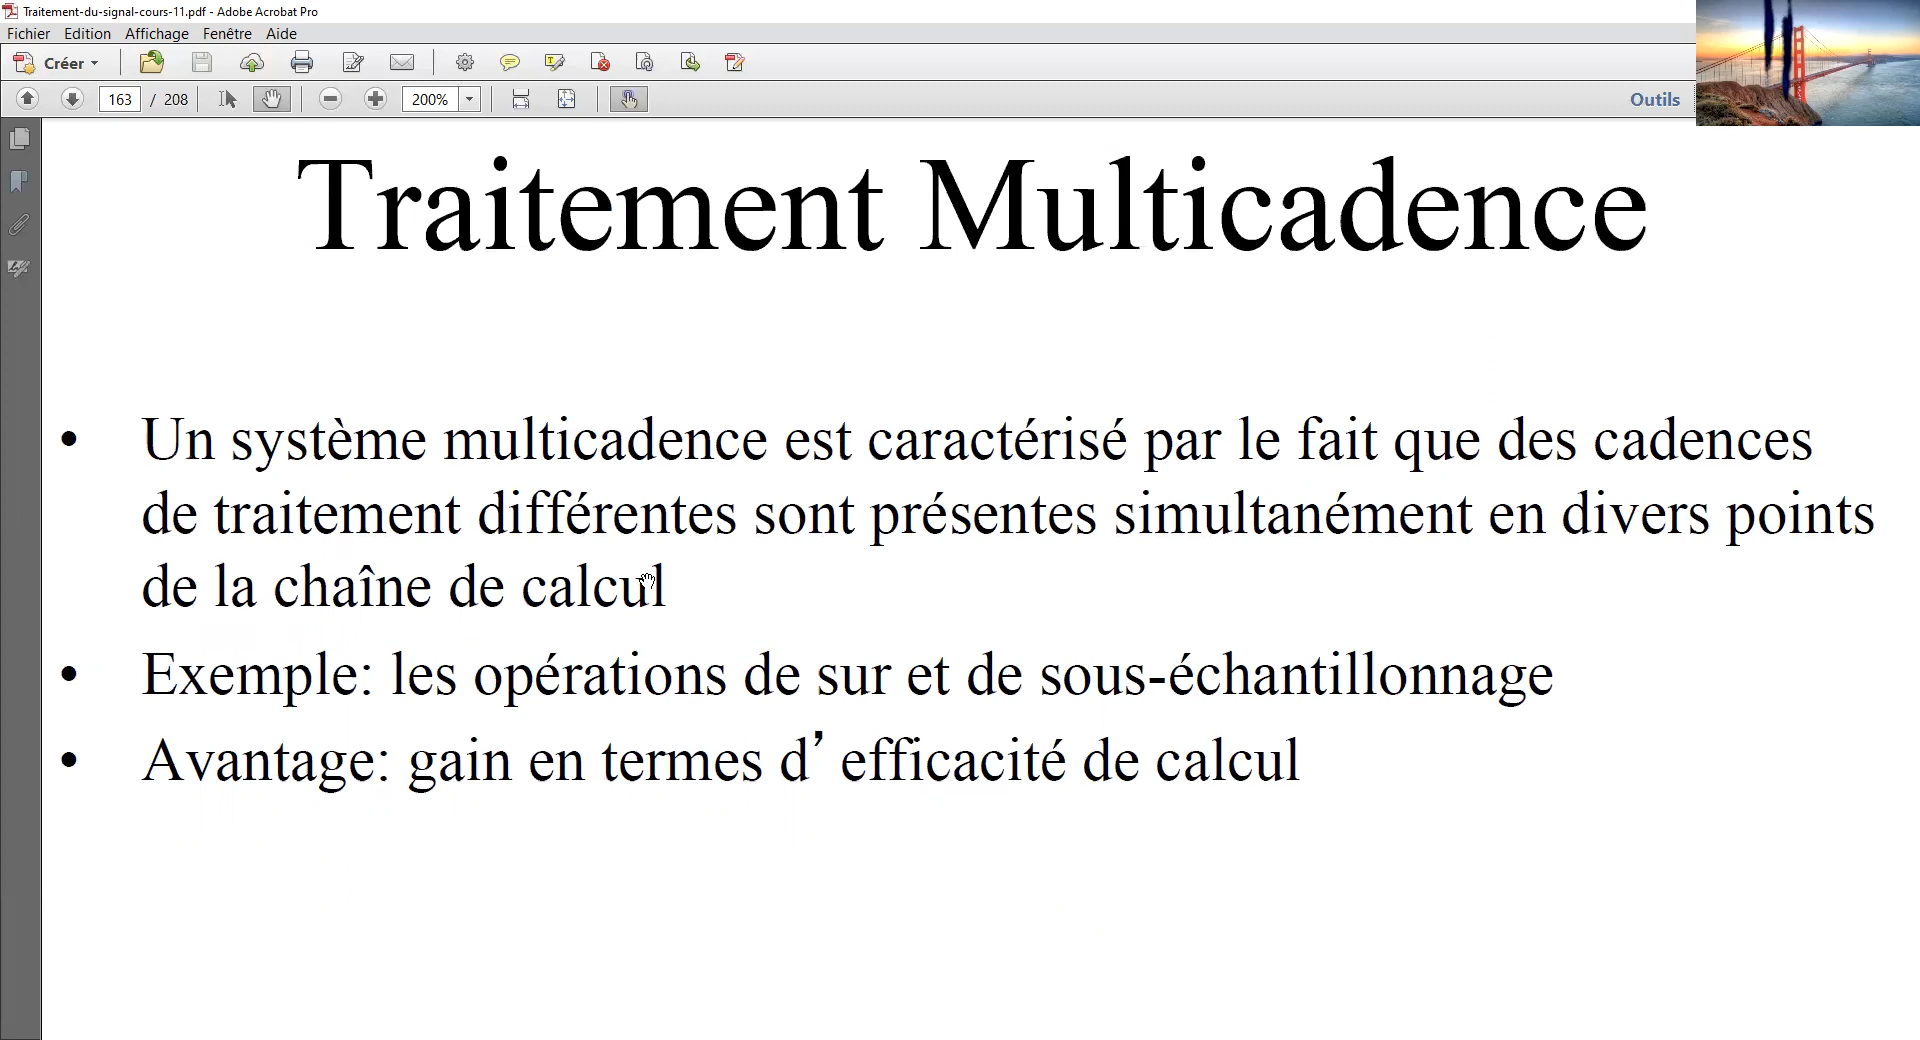 Traitement-du-signal-cours-11.pdf - Adobe Acrobat Pro
Fichier Edition Affichage Fenêtre Aide
Créer
163 / 208 200% Outils
Traitement Multicadence
• Un système multicadence est caractérisé par le fait que des cadences
de traitement différentes sont présentes simultanément en divers points
de la chaîne de calcul
• Exemple: les opérations de sur et de sous-échantillonnage
• Avantage: gain en termes d’ efficacité de calcul